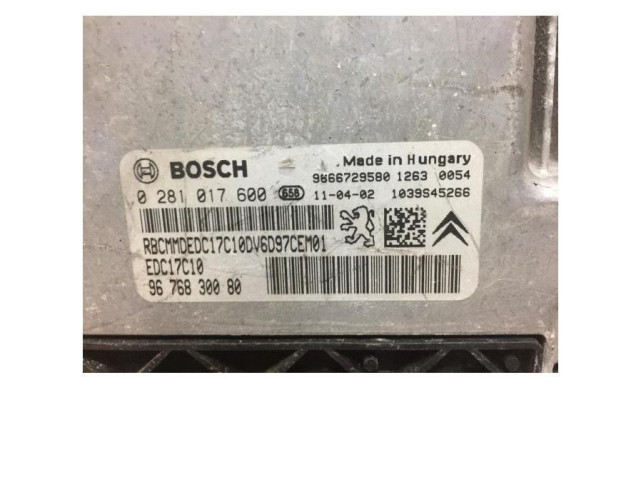 BOSCH
Made in Hungary
9666729580 1263 0054
0 281 017 600 658 11-04-02 1039S45266
RBCMMDEDC17C10DV6D97CEM01
EDC17C10
96 768 300 80